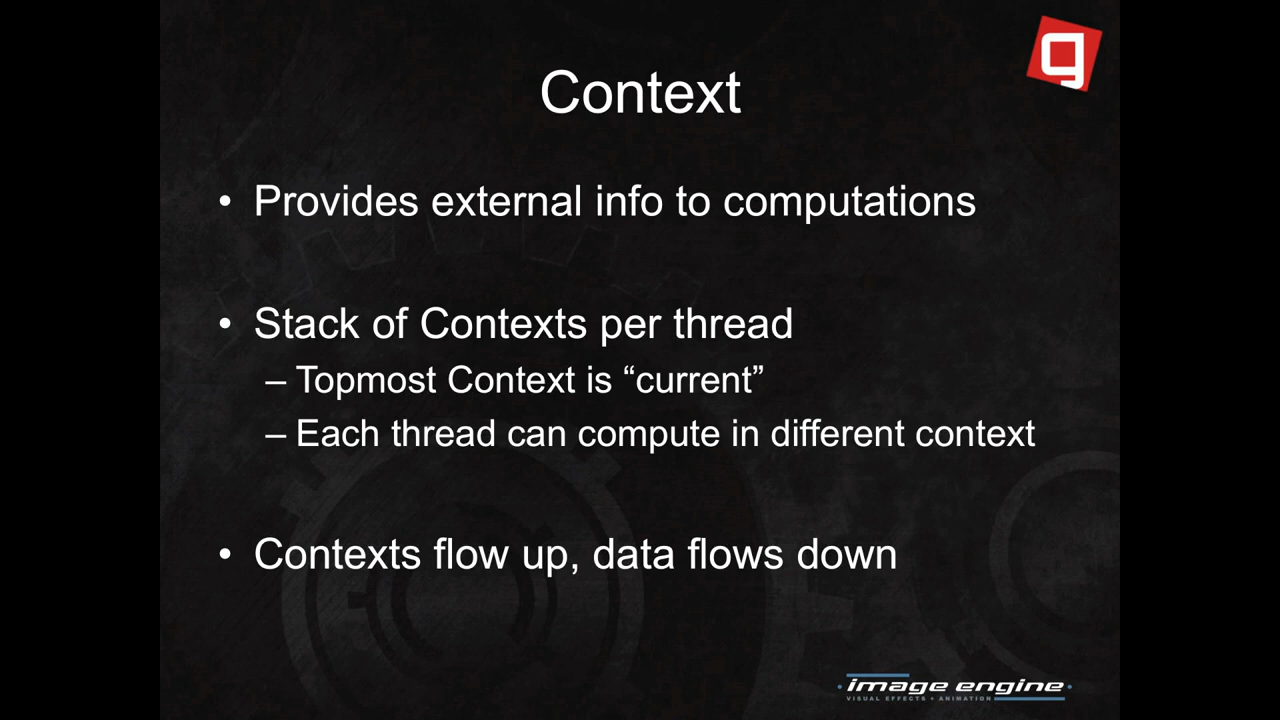 g
Context
• Provides external info to computations
• Stack of Contexts per thread
– Topmost Context is “current”
– Each thread can compute in different context
• Contexts flow up, data flows down
image engine
VISUAL EFFECTS • ANIMATION